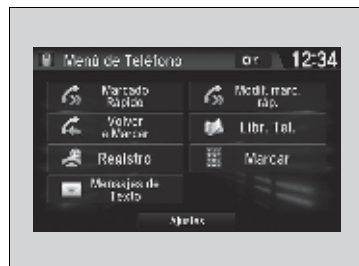 Menú de Teléfono
12:34
Marcado
Rápido
Modif. marc.
ráp.
Volver
a Marcar
Libr. Tel.
Registro
Marcar
Mensajes de
Texto
Ajustes